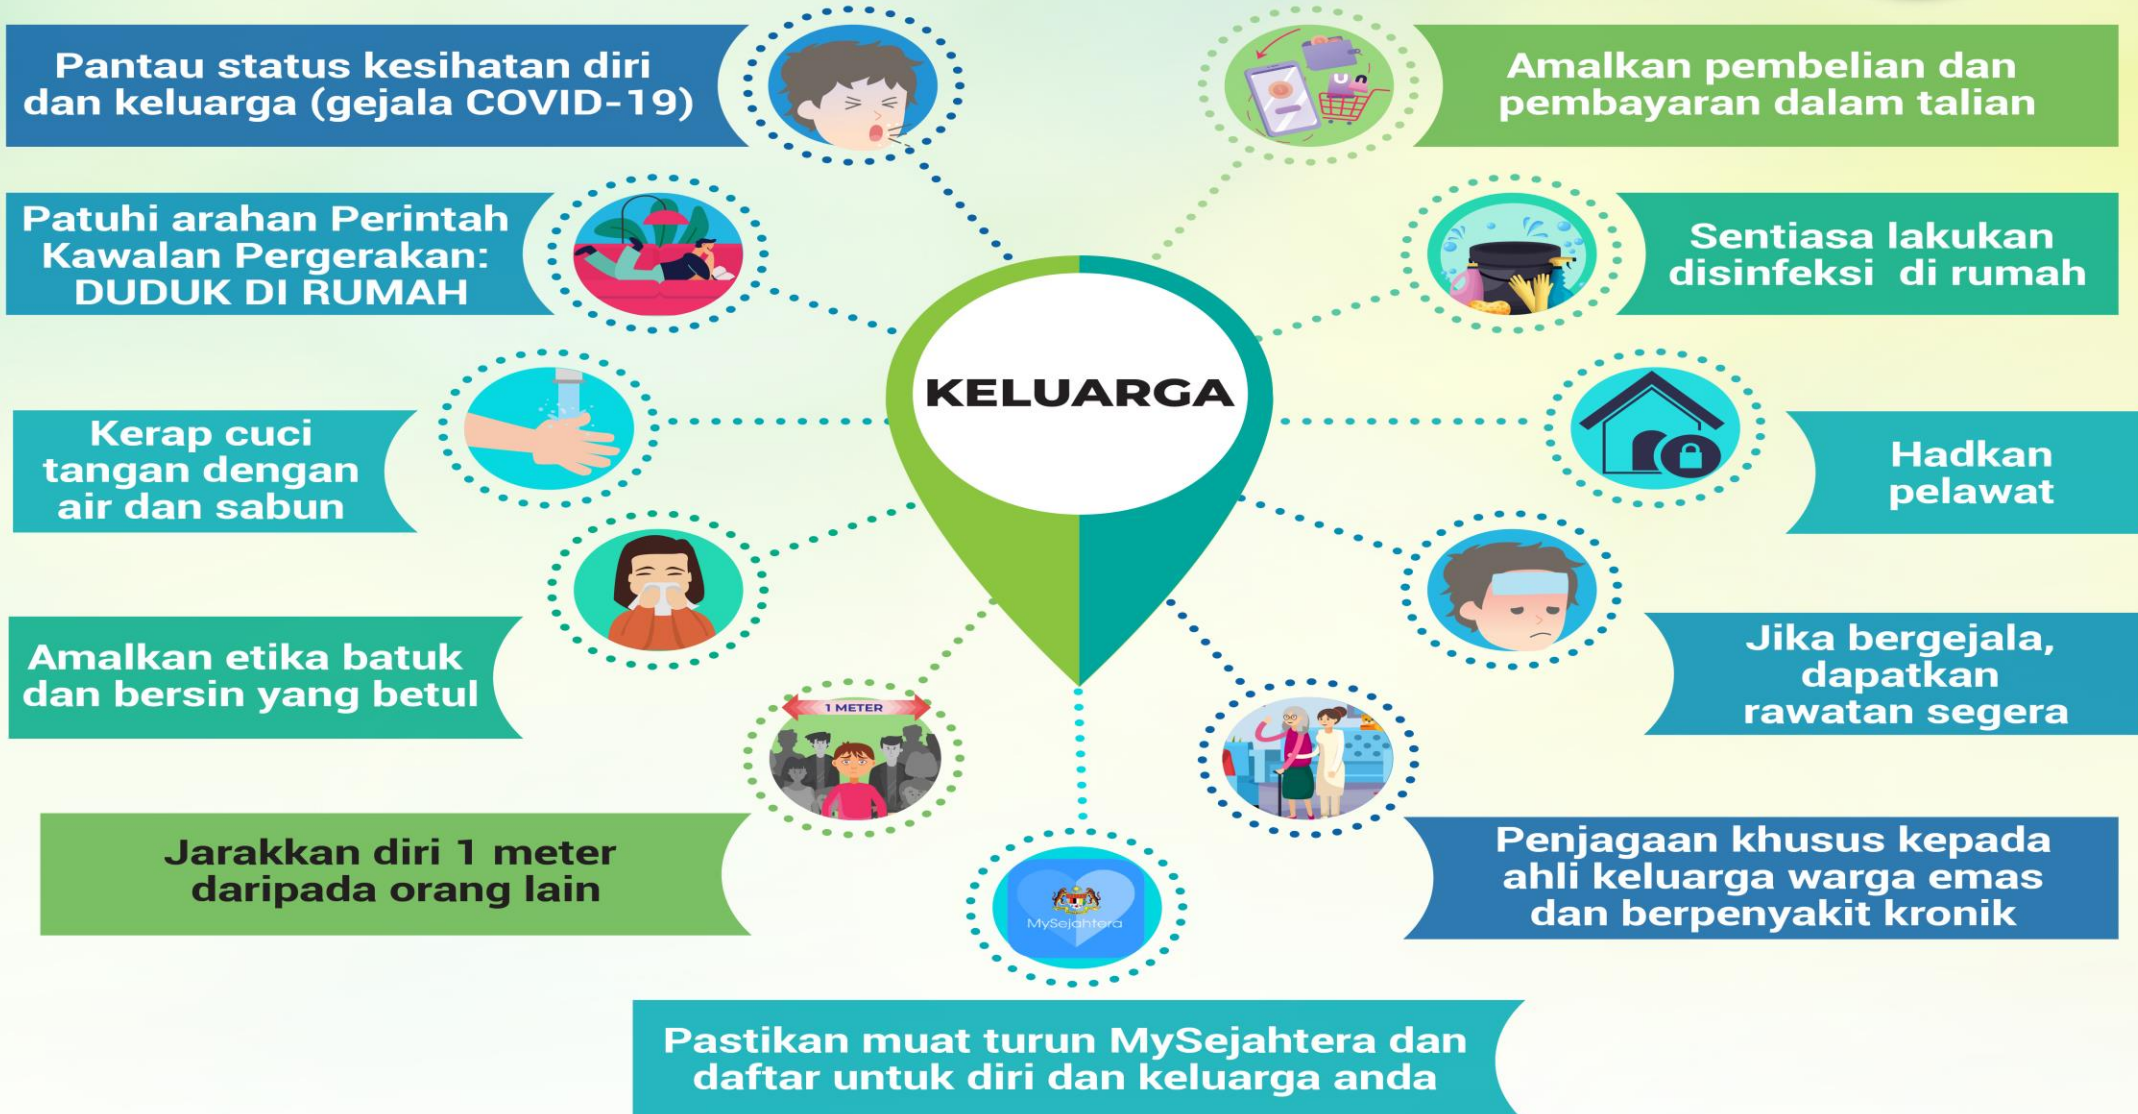 Pantau status kesihatan diri
dan keluarga (gejala COVID-19)
Patuhi arahan Perintah
Kawalan Pergerakan:
DUDUK DI RUMAH
Kerap cuci
tangan dengan
air dan sabun
Amalkan etika batuk
dan bersin yang betul
1 METER
Jarakkan diri 1 meter
daripada orang lain
KELUARGA
Amalkan pembelian dan
pembayaran dalam talian
Sentiasa lakukan
disinfeksi di rumah
Hadkan
pelawat
Jika bergejala,
dapatkan
rawatan segera
Penjagaan khusus kepada
ahli keluarga warga emas
dan berpenyakit kronik
MySejahtera
Pastikan muat turun MySejahtera dan
daftar untuk diri dan keluarga anda